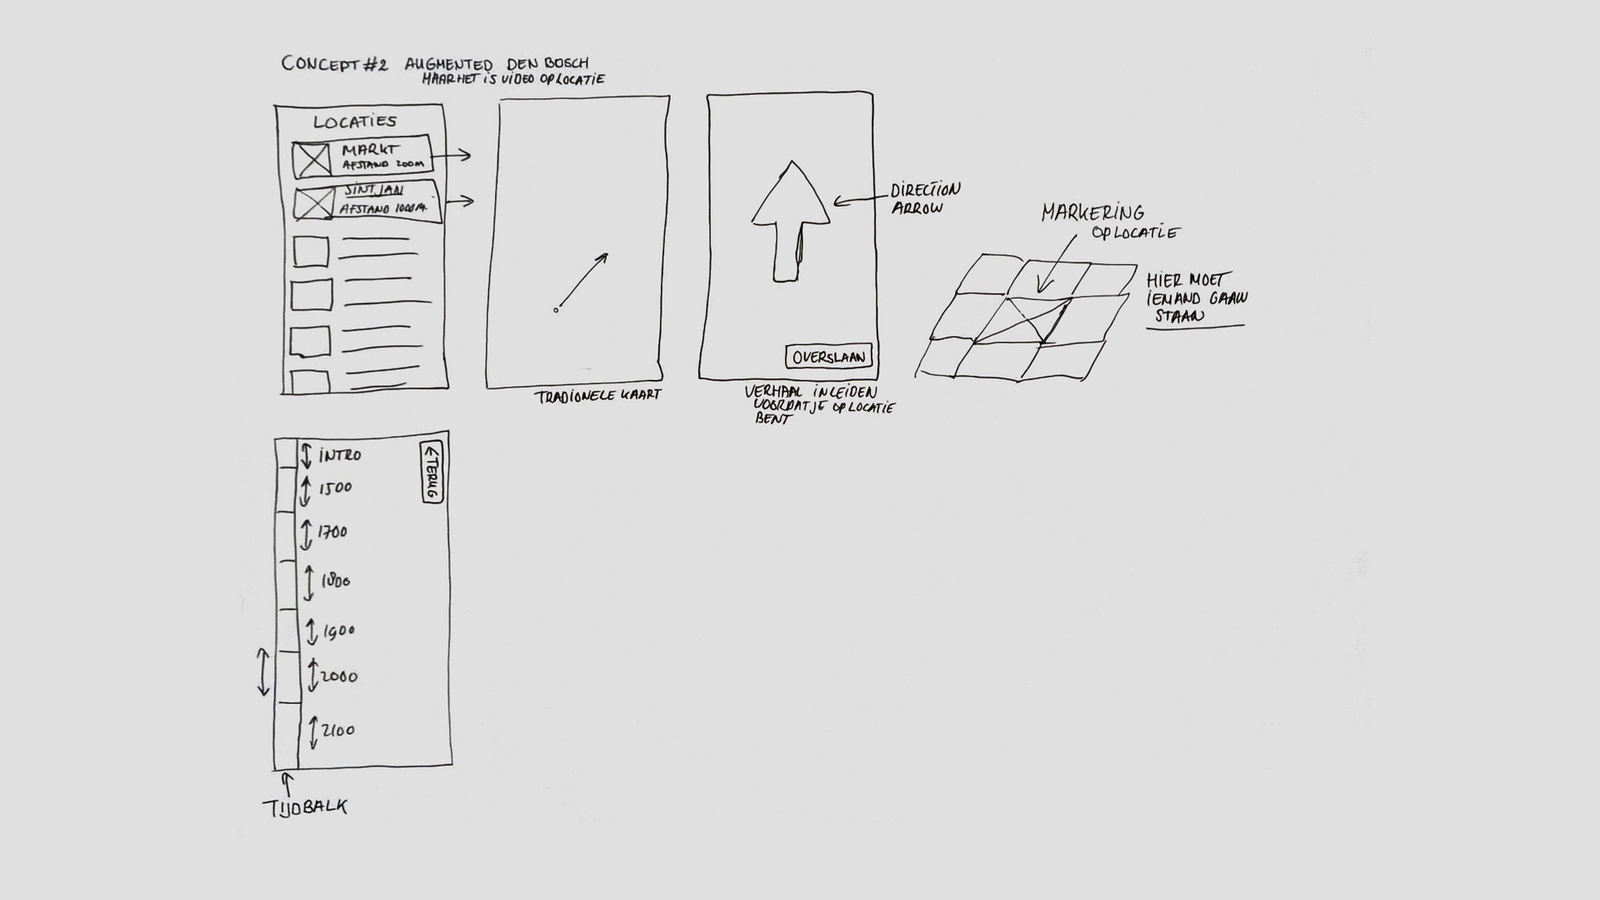 CONCEPT #2 AUGMENTED DEN BOSCH
MAAR HET IS VIDEO OP LOCATIE
LOCATIES
MARKT
AFSTAND 200M
SINT JAN
AFSTAND 1000M.
TRADIONELE KAART
DIRECTION
ARROW
OVERSLAAN
VERHAAL INLEIDEN
VOORDAT JE OP LOCATIE
BENT
MARKERING
OP LOCATIE
HIER MOET
IEMAND GAAN
STAAN
INTRO
1500
1700
1800
1900
2000
2100
← TERUG
TIJDBALK